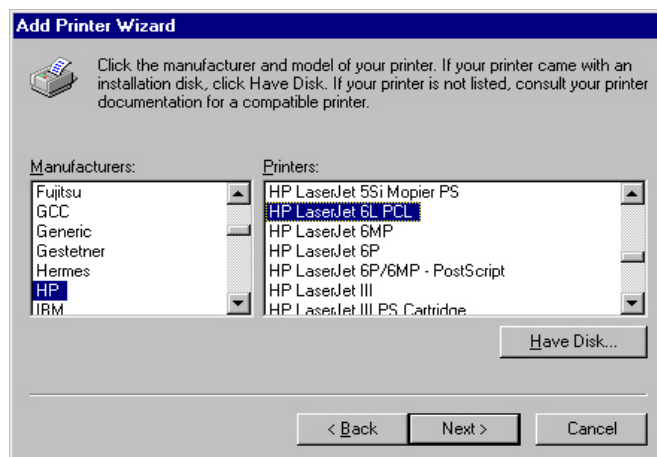 Add Printer Wizard
Click the manufacturer and model of your printer. If your printer came with an
installation disk, click Have Disk. If your printer is not listed, consult your printer
documentation for a compatible printer.
Manufacturers:
Fujitsu
GCC
Generic
Gestetner
Hermes
HP
IBM
Printers:
HP LaserJet 5Si Mopier PS
HP LaserJet 6L PCL
HP LaserJet 6MP
HP LaserJet 6P
HP LaserJet 6P/6MP - PostScript
HP LaserJet III
HP LaserJet III PS Cartridge
Have Disk...
< Back
Next >
Cancel